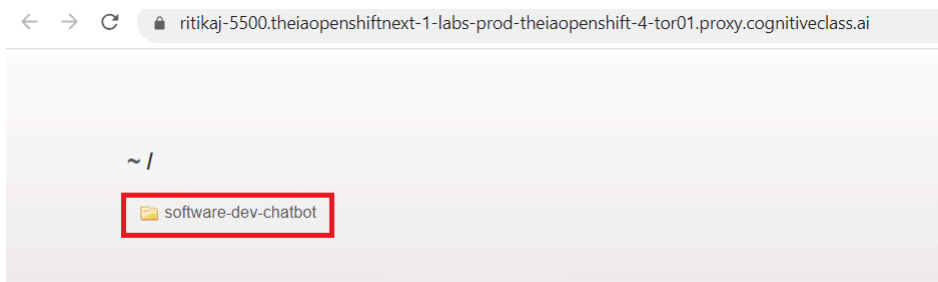 ritikaj-5500.theiaopenshiftnext-1-labs-prod-theiaopenshift-4-tor01.proxy.cognitiveclass.ai
~ /
software-dev-chatbot